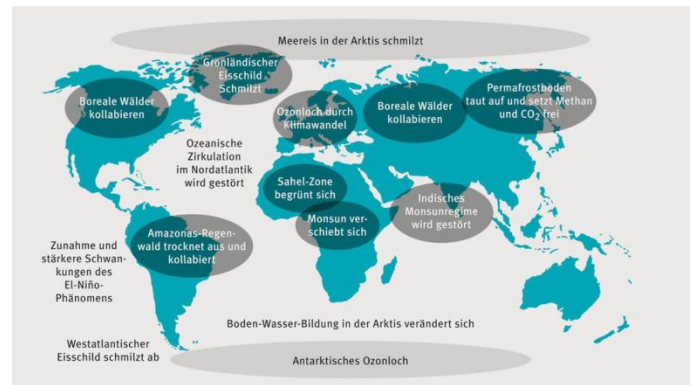 Meereis in der Arktis schmilzt
Grönländischer
Eisschild
Schmilzt
Boreale Wälder
kollabieren
Ozonloch durch
Klimawandel
Boreale Wälder
kollabieren
Permafrostboden
taut auf und setzt Methan
und CO₂ frei
Ozeanische
Zirkulation
im Nordatlantik
wird gestört
Sahel-Zone
begrünt sich
Indisches
Monsunregime
wird gestört
Monsun ver-
schiebt sich
Amazonas-Regen-
wald trocknet aus und
kollabiert
Zunahme und
stärkere Schwan-
kungen des
El-Niño-
Phänomens
Boden-Wasser-Bildung in der Arktis verändert sich
Westatlantischer
Eisschild schmilzt ab
Antarktisches Ozonloch